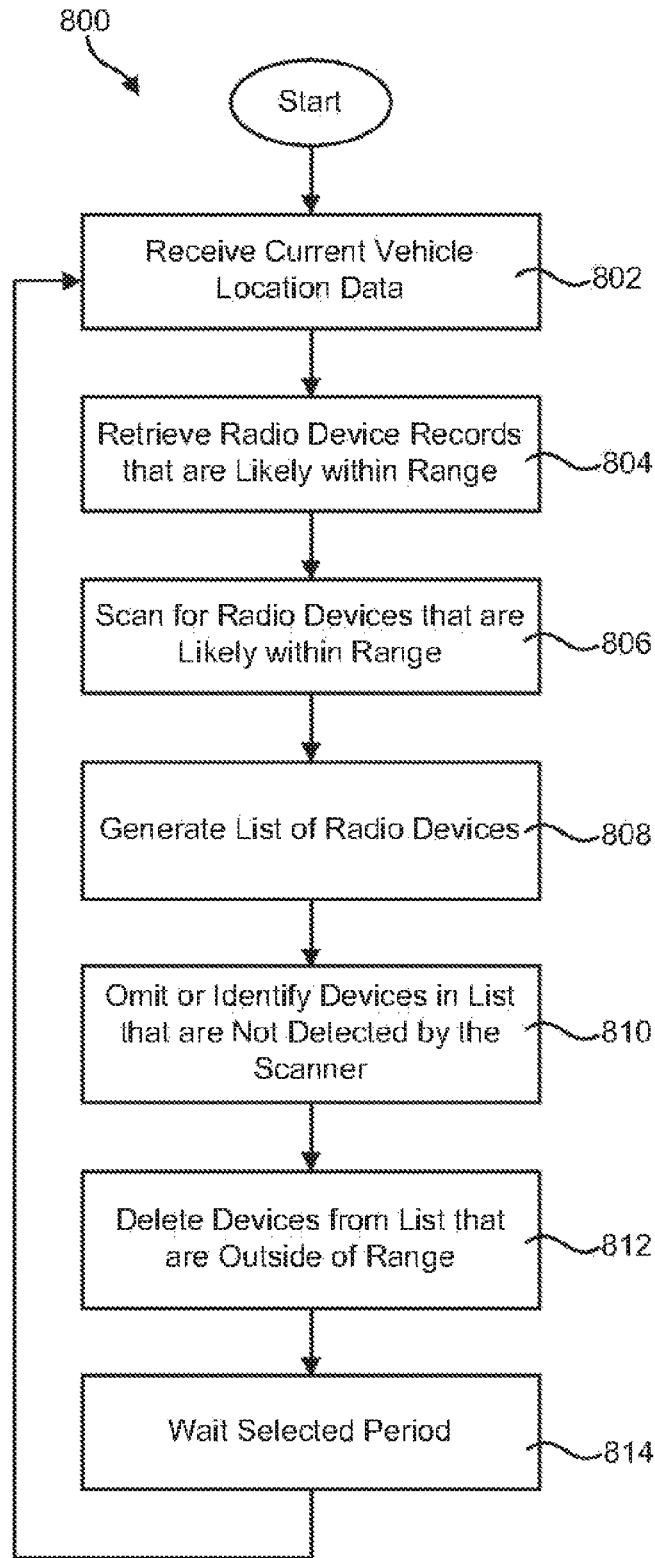 800
Start
Receive Current Vehicle
Location Data
802
Retrieve Radio Device Records
that are Likely within Range
804
Scan for Radio Devices that are
Likely within Range
806
Generate List of Radio Devices
808
Omit or Identify Devices in List
that are Not Detected by the
Scanner
810
Delete Devices from List that
are Outside of Range
812
Wait Selected Period
814